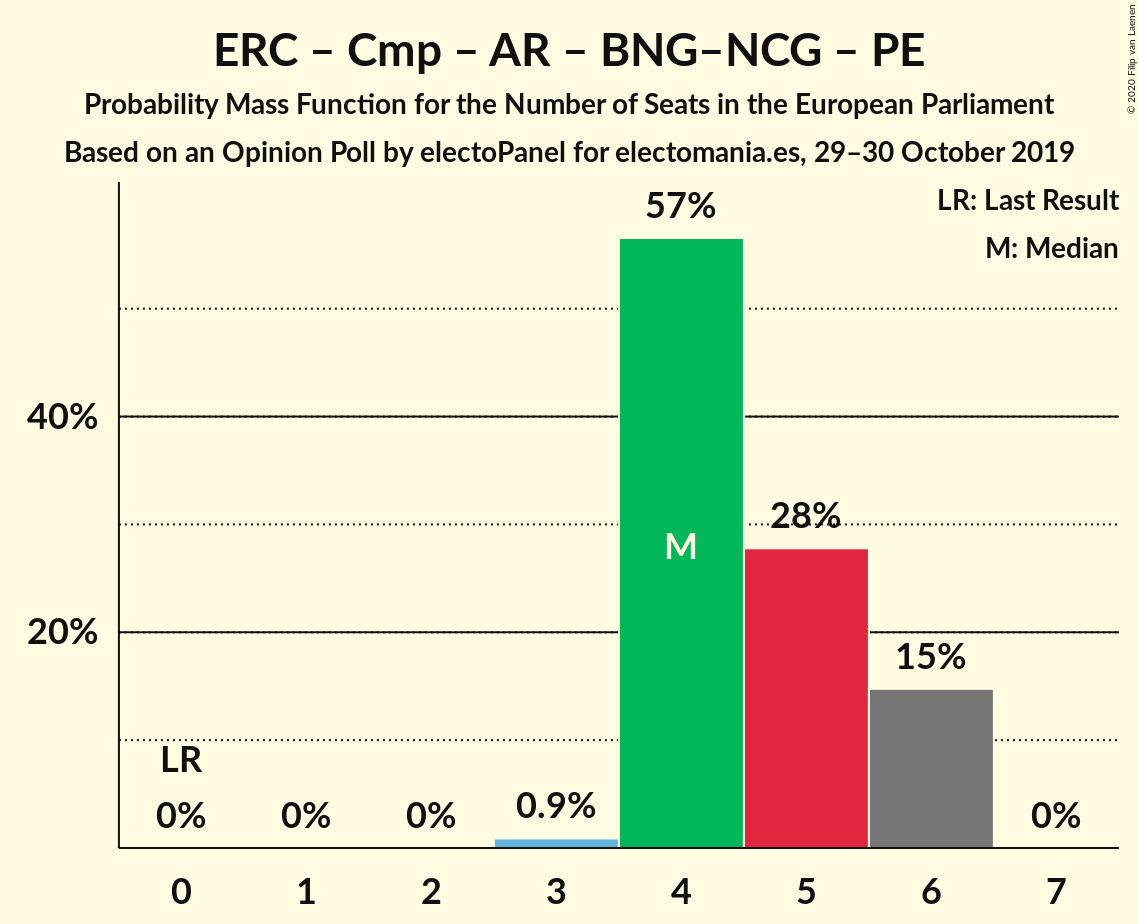 ERC – Cmp – AR – BNG–NCG – PE
Probability Mass Function for the Number of Seats in the European Parliament
Based on an Opinion Poll by electoPanel for electomania.es, 29–30 October 2019
© 2020 Filip van Laenen
LR: Last Result
M: Median
57%
40%
28%
M
20%
15%
LR
0%
0%
0%
0.9%
0%
0
1
2
3
4
5
6
7